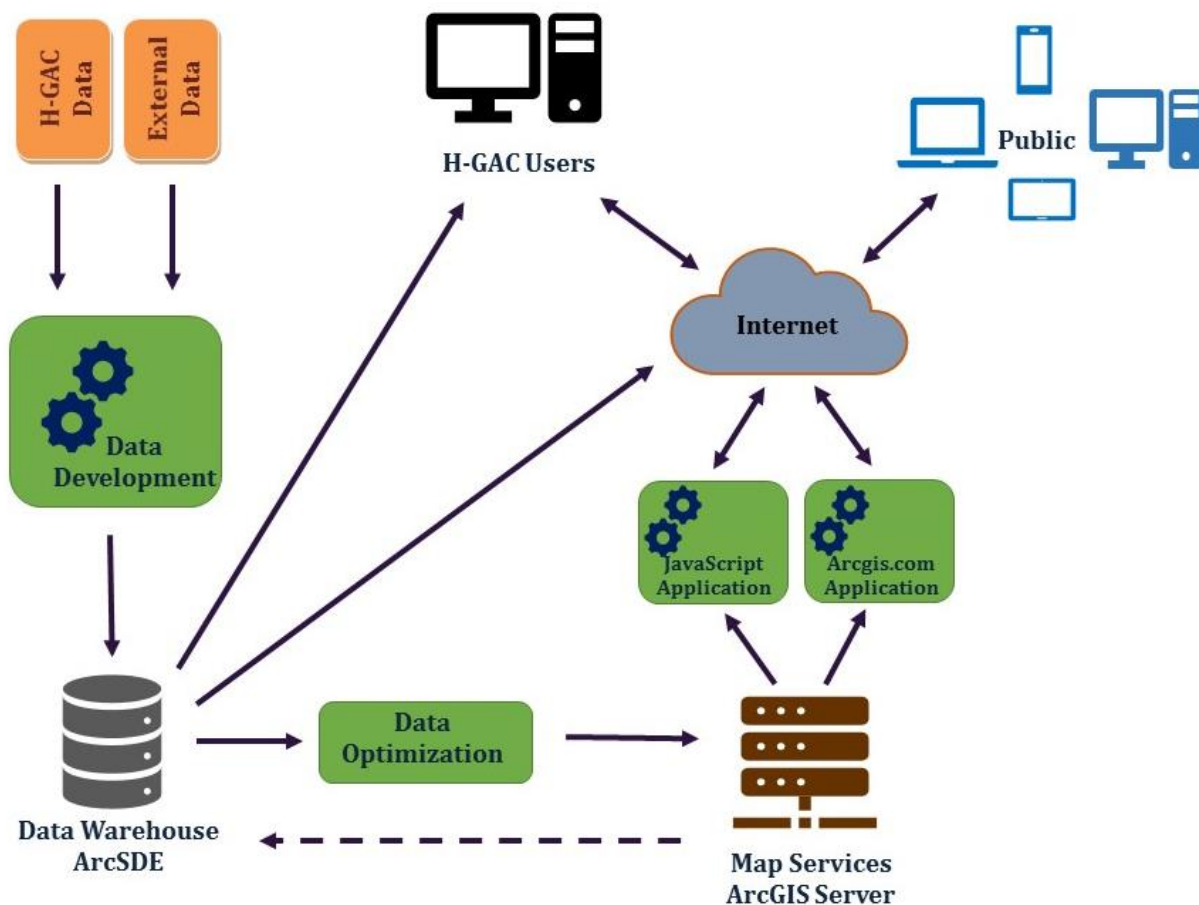 H-GAC
Data
External
Data
H-GAC Users
Public
Internet
Data
Development
JavaScript
Application
Arcgis.com
Application
Data
Optimization
Data Warehouse
ArcSDE
Map Services
ArcGIS Server